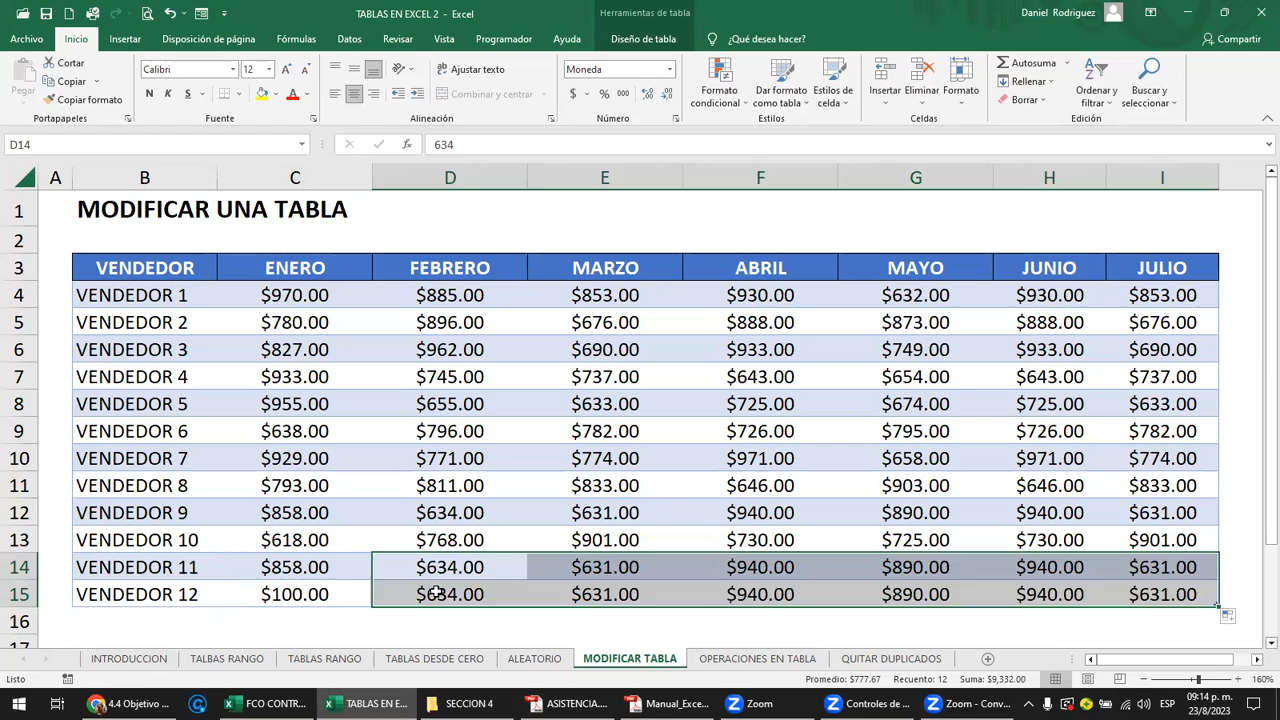 TABLAS EN EXCEL 2 - Excel
Herramientas de tabla
Daniel Rodriguez
Archivo Inicio Insertar Disposición de página Fórmulas Datos Revisar Vista Programador Ayuda Diseño de tabla ¿Qué desea hacer? Compartir
Pegar
Cortar
Copiar
Copiar formato
Portapapeles
Calibri 12
N K S
Fuente
Ajustar texto
Combinar y centrar
Alineación
Moneda
$ % 000
Número
Formato condicional
Dar formato como tabla
Estilos de celda
Estilos
Insertar Eliminar Formato
Celdas
Autosuma
Rellenar
Borrar
Ordenar y filtrar
Buscar y seleccionar
Edición
D14 fx 634
A B C D E F G H I
1 MODIFICAR UNA TABLA
2
3 VENDEDOR ENERO FEBRERO MARZO ABRIL MAYO JUNIO JULIO
4 VENDEDOR 1 $970.00 $885.00 $853.00 $930.00 $632.00 $930.00 $853.00
5 VENDEDOR 2 $780.00 $896.00 $676.00 $888.00 $873.00 $888.00 $676.00
6 VENDEDOR 3 $827.00 $962.00 $690.00 $933.00 $749.00 $933.00 $690.00
7 VENDEDOR 4 $933.00 $745.00 $737.00 $643.00 $654.00 $643.00 $737.00
8 VENDEDOR 5 $955.00 $655.00 $633.00 $725.00 $674.00 $725.00 $633.00
9 VENDEDOR 6 $638.00 $796.00 $782.00 $726.00 $795.00 $726.00 $782.00
10 VENDEDOR 7 $929.00 $771.00 $774.00 $971.00 $658.00 $971.00 $774.00
11 VENDEDOR 8 $793.00 $811.00 $833.00 $646.00 $903.00 $646.00 $833.00
12 VENDEDOR 9 $858.00 $634.00 $631.00 $940.00 $890.00 $940.00 $631.00
13 VENDEDOR 10 $618.00 $768.00 $901.00 $730.00 $725.00 $730.00 $901.00
14 VENDEDOR 11 $858.00 $634.00 $631.00 $940.00 $890.00 $940.00 $631.00
15 VENDEDOR 12 $100.00 $634.00 $631.00 $940.00 $890.00 $940.00 $631.00
16
17
INTRODUCCION TALBAS RANGO TABLAS RANGO TABLAS DESDE CERO ALEATORIO MODIFICAR TABLA OPERACIONES EN TABLA QUITAR DUPLICADOS
Listo Promedio: $777.67 Recuento: 12 Suma: $9,332.00 160%
4.4 Objetivo ... FCO CONTR... TABLAS EN E... SECCION 4 ASISTENCIA.... Manual_Exce... Zoom Controles de ... Zoom - Conv... ESP 09:14 p. m.
23/8/2023